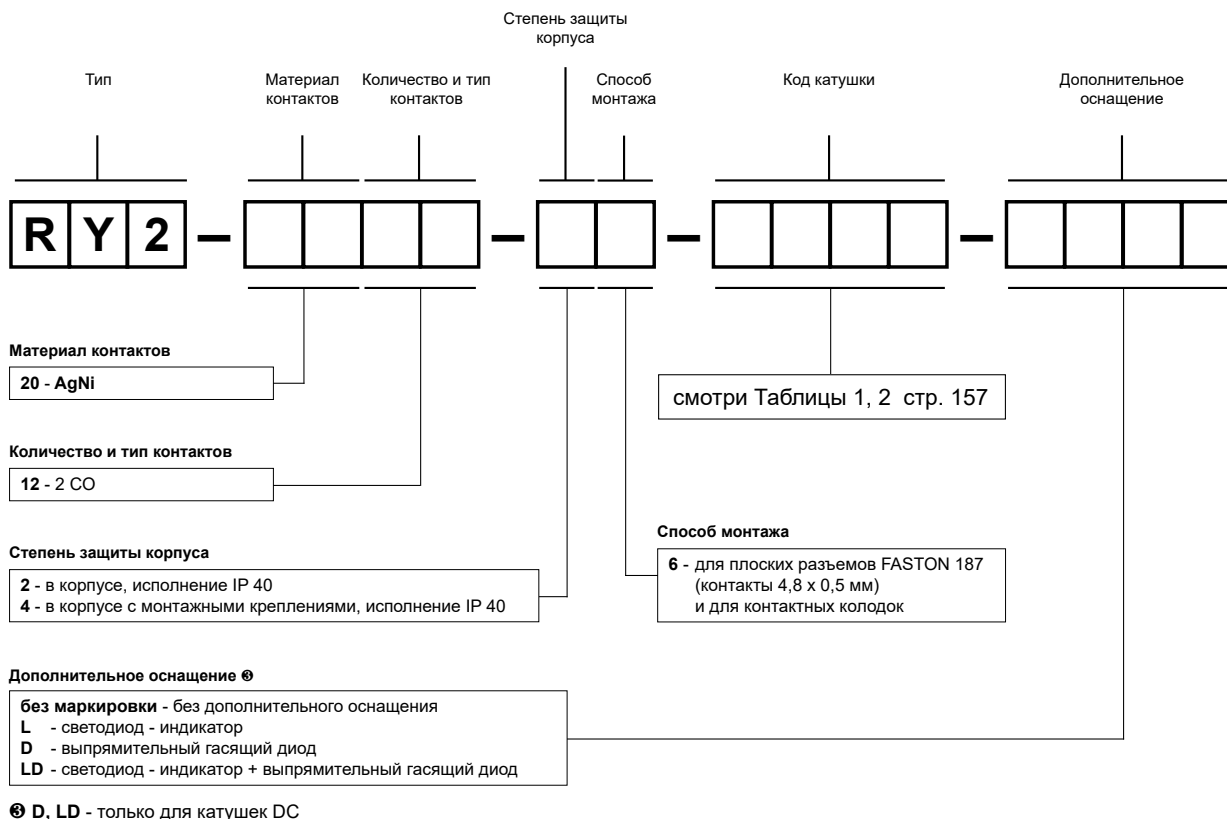 Степень защиты
корпуса
Тип
Материал
контактов
Количество и тип
контактов
Способ
монтажа
Код катушки
Дополнительное
оснащение
R Y 2 – – – –
Материал контактов
20 - AgNi
смотри Таблицы 1, 2 стр. 157
Количество и тип контактов
12 - 2 CO
Степень защиты корпуса
2 - в корпусе, исполнение IP 40
4 - в корпусе с монтажными креплениями, исполнение IP 40
Способ монтажа
6 - для плоских разъемов FASTON 187
(контакты 4,8 x 0,5 мм)
и для контактных колодок
Дополнительное оснащение ❸
без маркировки - без дополнительного оснащения
L - светодиод - индикатор
D - выпрямительный гасящий диод
LD - светодиод - индикатор + выпрямительный гасящий диод
❸ D, LD - только для катушек DC